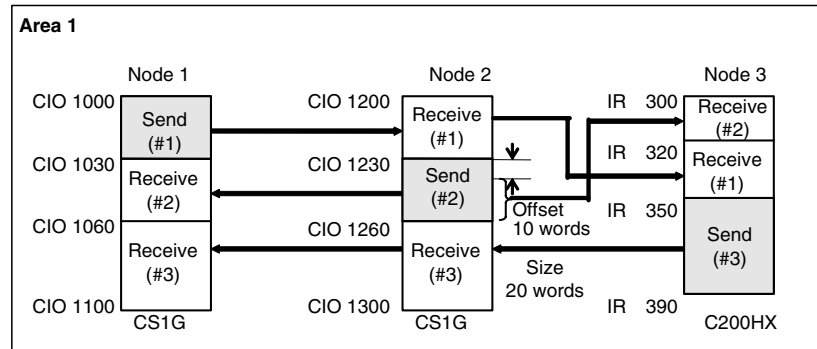 Area 1
Node 1
Node 2
Node 3
CIO 1000
Send
(#1)
CIO 1030
Receive
(#2)
CIO 1060
Receive
(#3)
CIO 1100
CS1G
CIO 1200
Receive
(#1)
CIO 1230
Send
(#2)
CIO 1260
Receive
(#3)
CIO 1300
CS1G
Offset
10 words
Size
20 words
IR 300
Receive
(#2)
IR 320
Receive
(#1)
IR 350
Send
(#3)
IR 390
C200HX